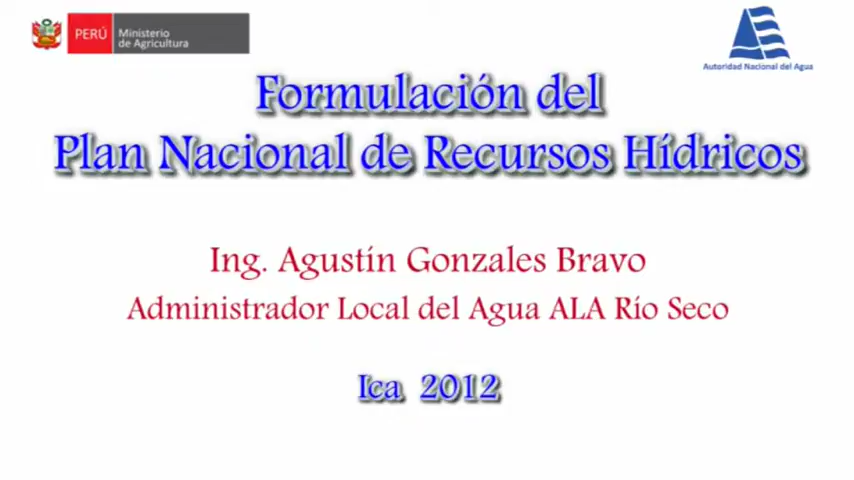 PERÚ
Ministerio
de Agricultura
Autoridad Nacional del Agua
Formulación del
Plan Nacional de Recursos Hídricos
Ing. Agustín Gonzales Bravo
Administrador Local del Agua ALA Río Seco
Ica 2012